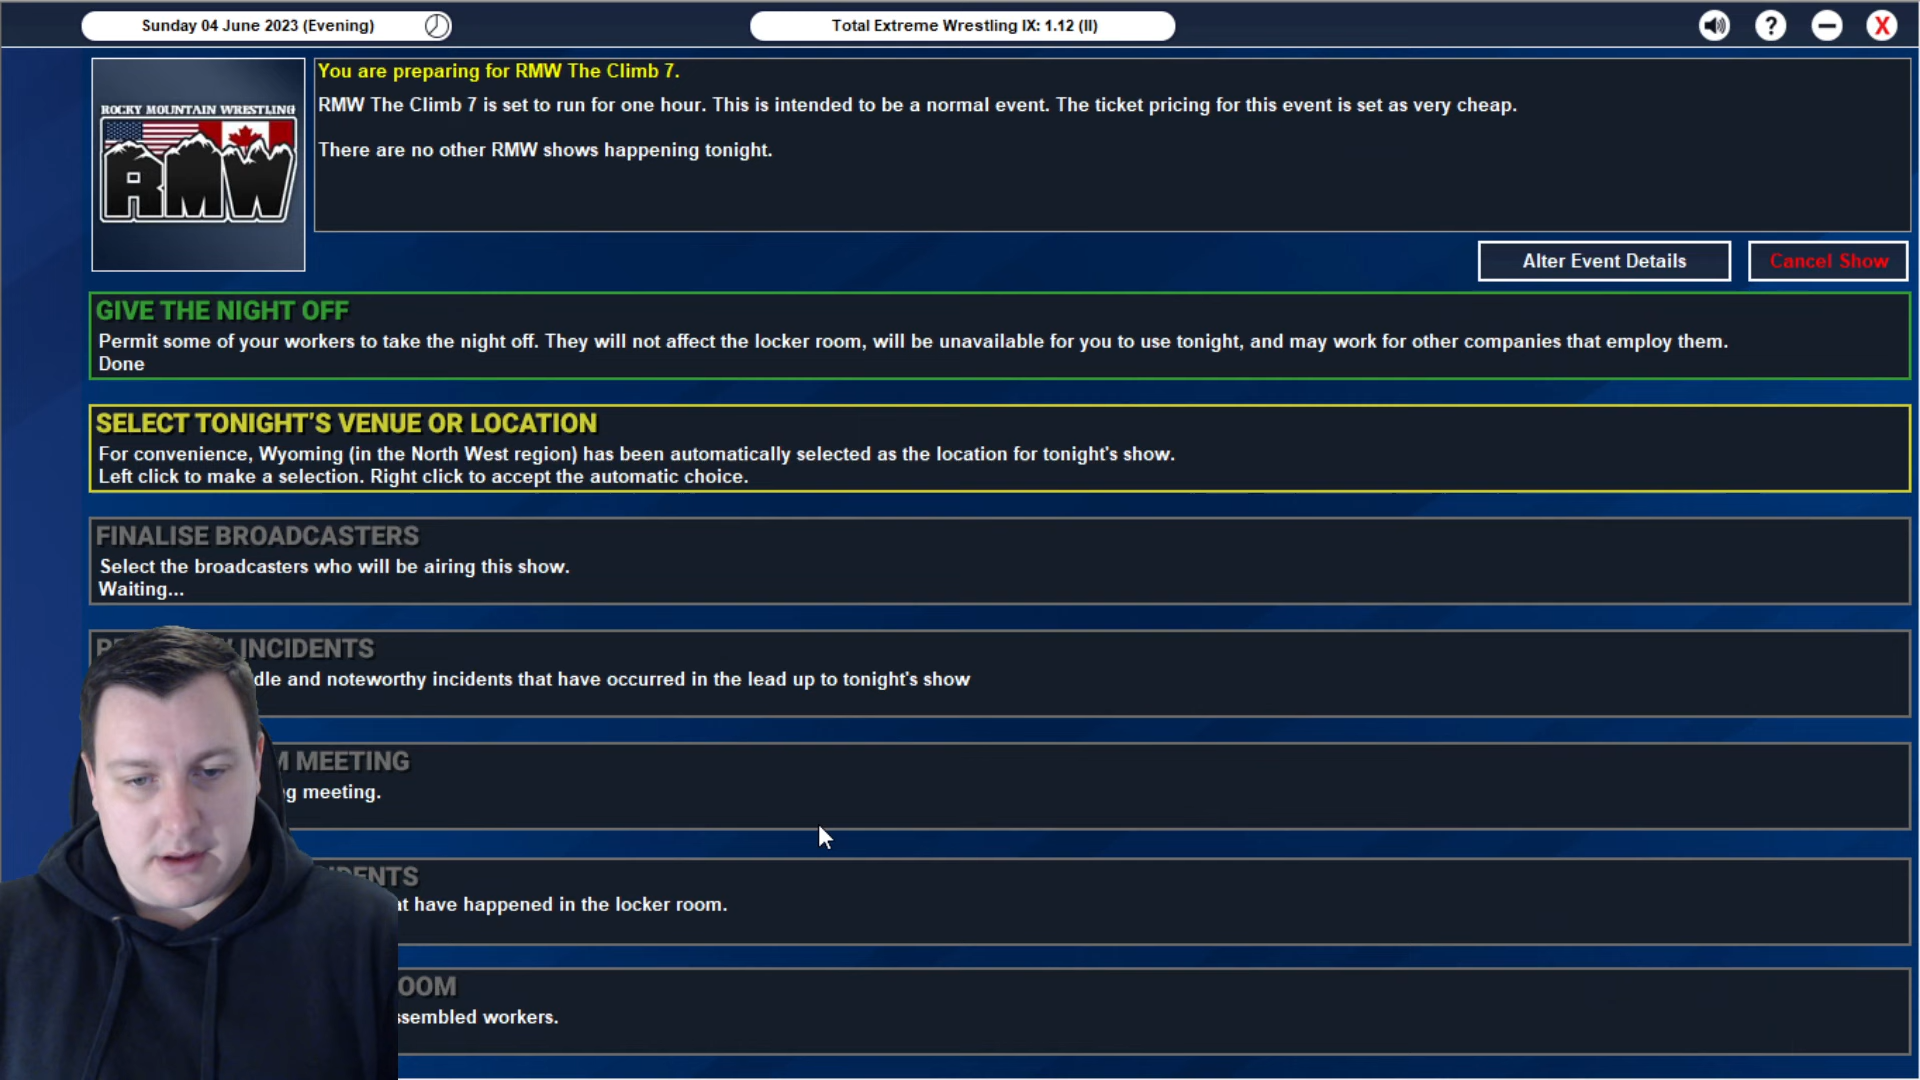 Sunday 04 June 2023 (Evening)
Total Extreme Wrestling IX: 1.12 (II)
?
X
ROCKY MOUNTAIN WRESTLING
RMW
You are preparing for RMW The Climb 7.
RMW The Climb 7 is set to run for one hour. This is intended to be a normal event. The ticket pricing for this event is set as very cheap.
There are no other RMW shows happening tonight.
Alter Event Details
Cancel Show
GIVE THE NIGHT OFF
Permit some of your workers to take the night off. They will not affect the locker room, will be unavailable for you to use tonight, and may work for other companies that employ them.
Done
SELECT TONIGHT'S VENUE OR LOCATION
For convenience, Wyoming (in the North West region) has been automatically selected as the location for tonight's show.
Left click to make a selection. Right click to accept the automatic choice.
FINALISE BROADCASTERS
Select the broadcasters who will be airing this show.
Waiting...
INCIDENTS
and noteworthy incidents that have occurred in the lead up to tonight's show
MEETING
meeting.
have happened in the locker room.
workers.